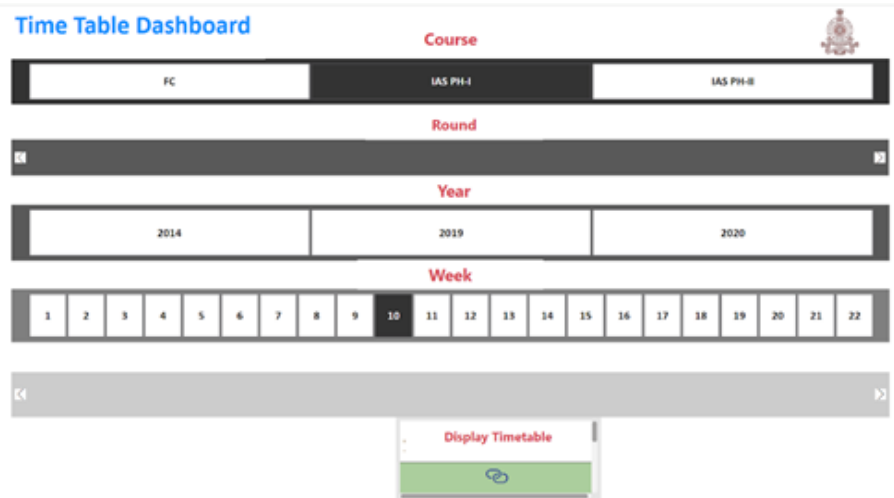 Time Table Dashboard
Course
FC IAS PH-I IAS PH-II
Round
Year
2014 2019 2020
Week
1 2 3 4 5 6 7 8 9 10 11 12 13 14 15 16 17 18 19 20 21 22
Display Timetable